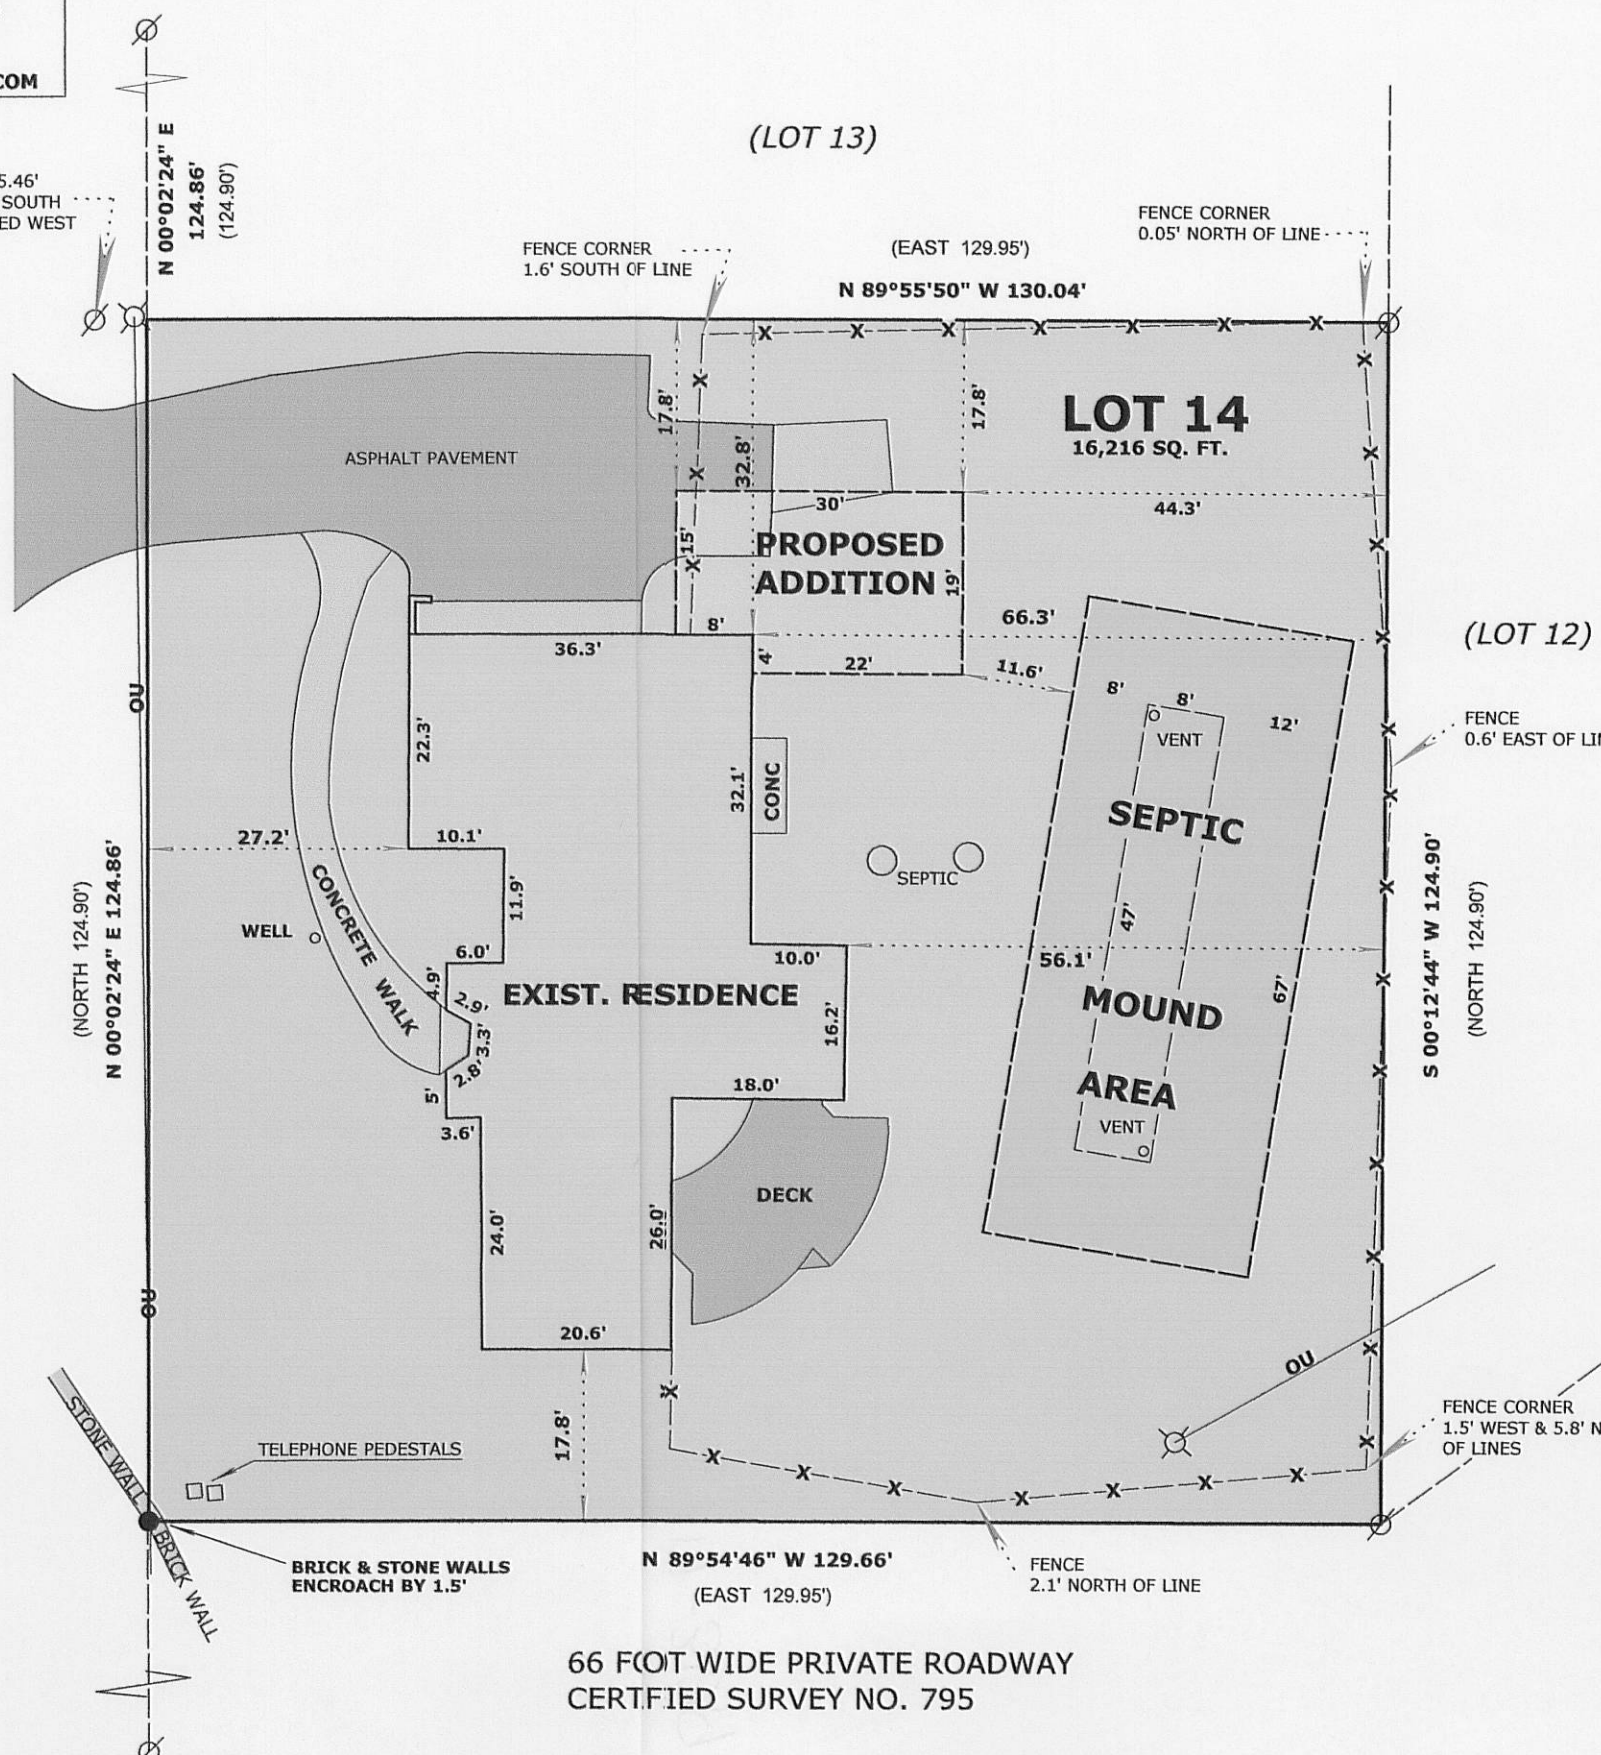 COM
N 00°02'24" E
124.86'
(124.90')
5.46'
SOUTH
ED WEST
(LOT 13)
FENCE CORNER
1.6' SOUTH OF LINE
(EAST 129.95')
N 89°55'50" W 130.04'
FENCE CORNER
0.05' NORTH OF LINE
LOT 14
16,216 SQ. FT.
17.8'
32.8'
17.8'
ASPHALT PAVEMENT
30'
44.3'
15'
PROPOSED
ADDITION
19'
8'
66.3'
36.3'
4'
22'
11.6'
(LOT 12)
OU
22.3'
8'
8'
12'
VENT
FENCE
0.6' EAST OF LI
32.1'
CONC
SEPTIC
27.2'
10.1'
SEPTIC
11.9'
47'
CONCRETE WALK
WELL
6.0'
10.0'
56.1'
4.9'
2.9'
EXIST. RESIDENCE
3.3'
16.2'
MOUND
67'
2.8'
5'
18.0'
AREA
VENT
3.6'
(NORTH 124.90')
N 00°02'24" E 124.86'
S 00°12'44" W 124.90'
(NORTH 124.90')
DECK
24.0'
26.0'
OU
20.6'
OU
17.8'
STONE WALL
TELEPHONE PEDESTALS
FENCE CORNER
1.5' WEST & 5.8' N
OF LINES
BRICK WALL
BRICK & STONE WALLS
ENCROACH BY 1.5'
N 89°54'46" W 129.66'
(EAST 129.95')
FENCE
2.1' NORTH OF LINE
66 FOOT WIDE PRIVATE ROADWAY
CERTFIED SURVEY NO. 795